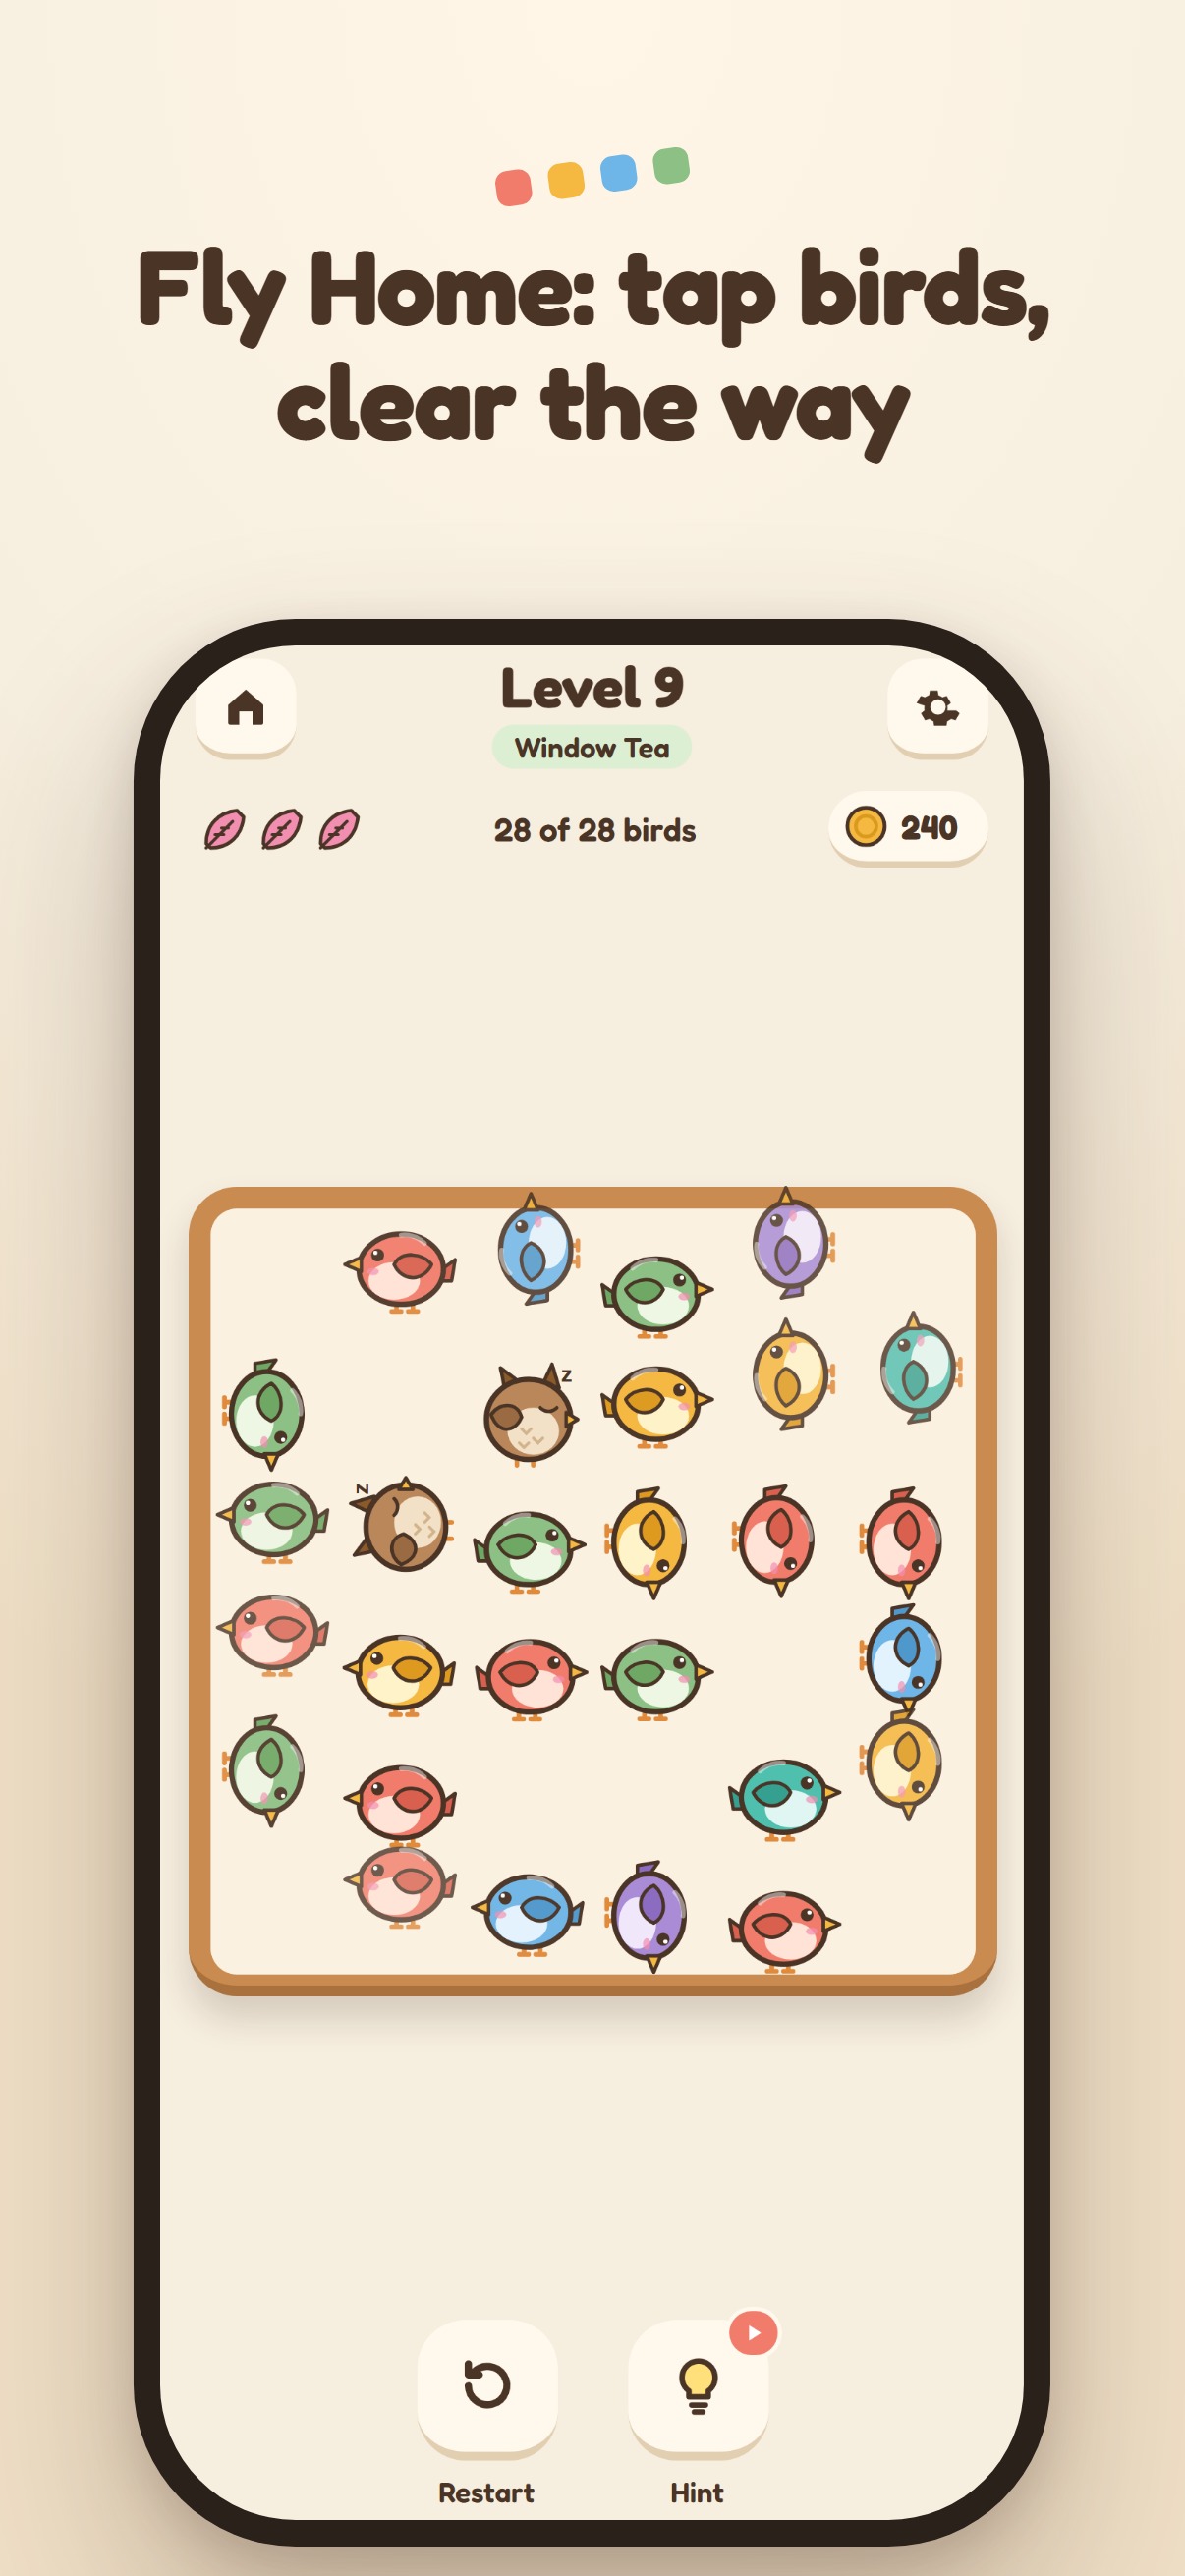 Fly Home: tap birds,
clear the way
Level 9
Window Tea
28 of 28 birds
240
z
z
Restart
Hint